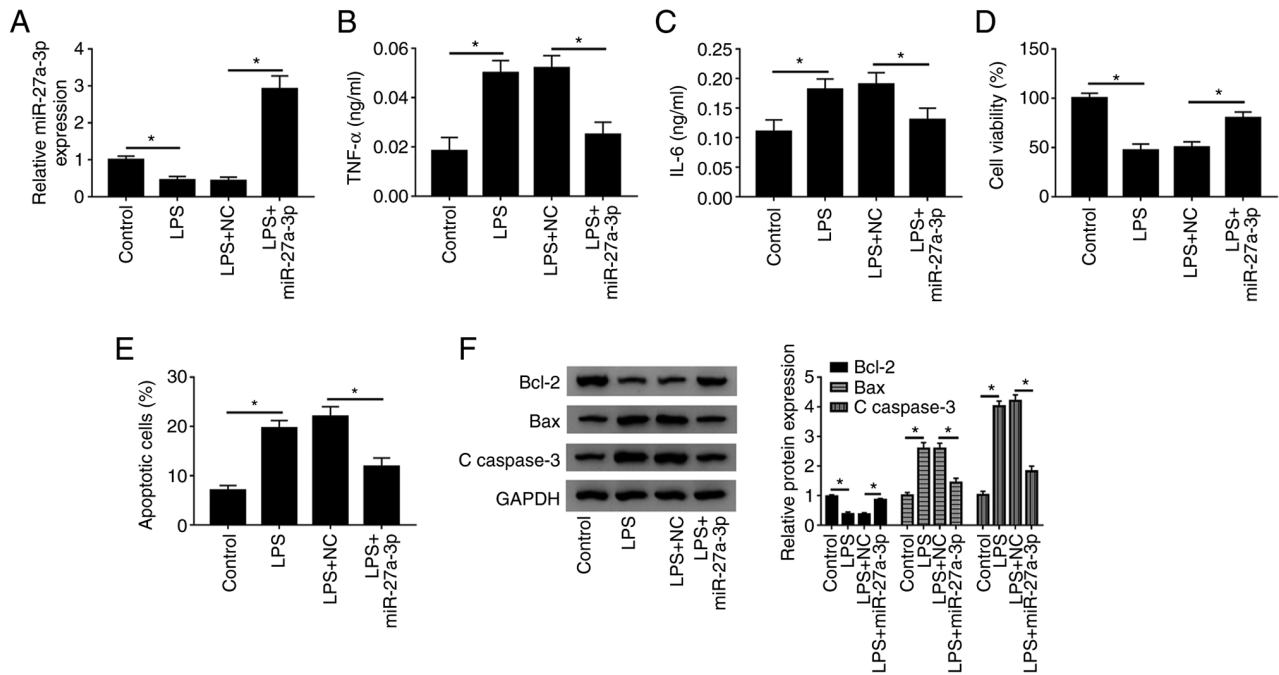 A
Relative miR-27a-3p
expression
4
3
2
1
0
*
*
Control
LPS
LPS+NC
LPS+
miR-27a-3p
B
TNF-α (ng/ml)
0.06
0.04
0.02
0.00
*
*
Control
LPS
LPS+NC
LPS+
miR-27a-3p
C
IL-6 (ng/ml)
0.25
0.20
0.15
0.10
0.05
0.00
*
*
Control
LPS
LPS+NC
LPS+
miR-27a-3p
D
Cell viability (%)
150
100
50
0
*
*
Control
LPS
LPS+NC
LPS+
miR-27a-3p
E
Apoptotic cells (%)
30
20
10
0
*
*
Control
LPS
LPS+NC
LPS+
miR-27a-3p
F
Bcl-2
Bax
C caspase-3
GAPDH
Control
LPS
LPS+NC
LPS+
miR-27a-3p
Relative protein expression
5
4
3
2
1
0
Bcl-2
Bax
C caspase-3
*
*
*
*
*
*
Control
LPS
LPS+NC
LPS+miR-27a-3p
Control
LPS
LPS+NC
LPS+miR-27a-3p
Control
LPS
LPS+NC
LPS+miR-27a-3p